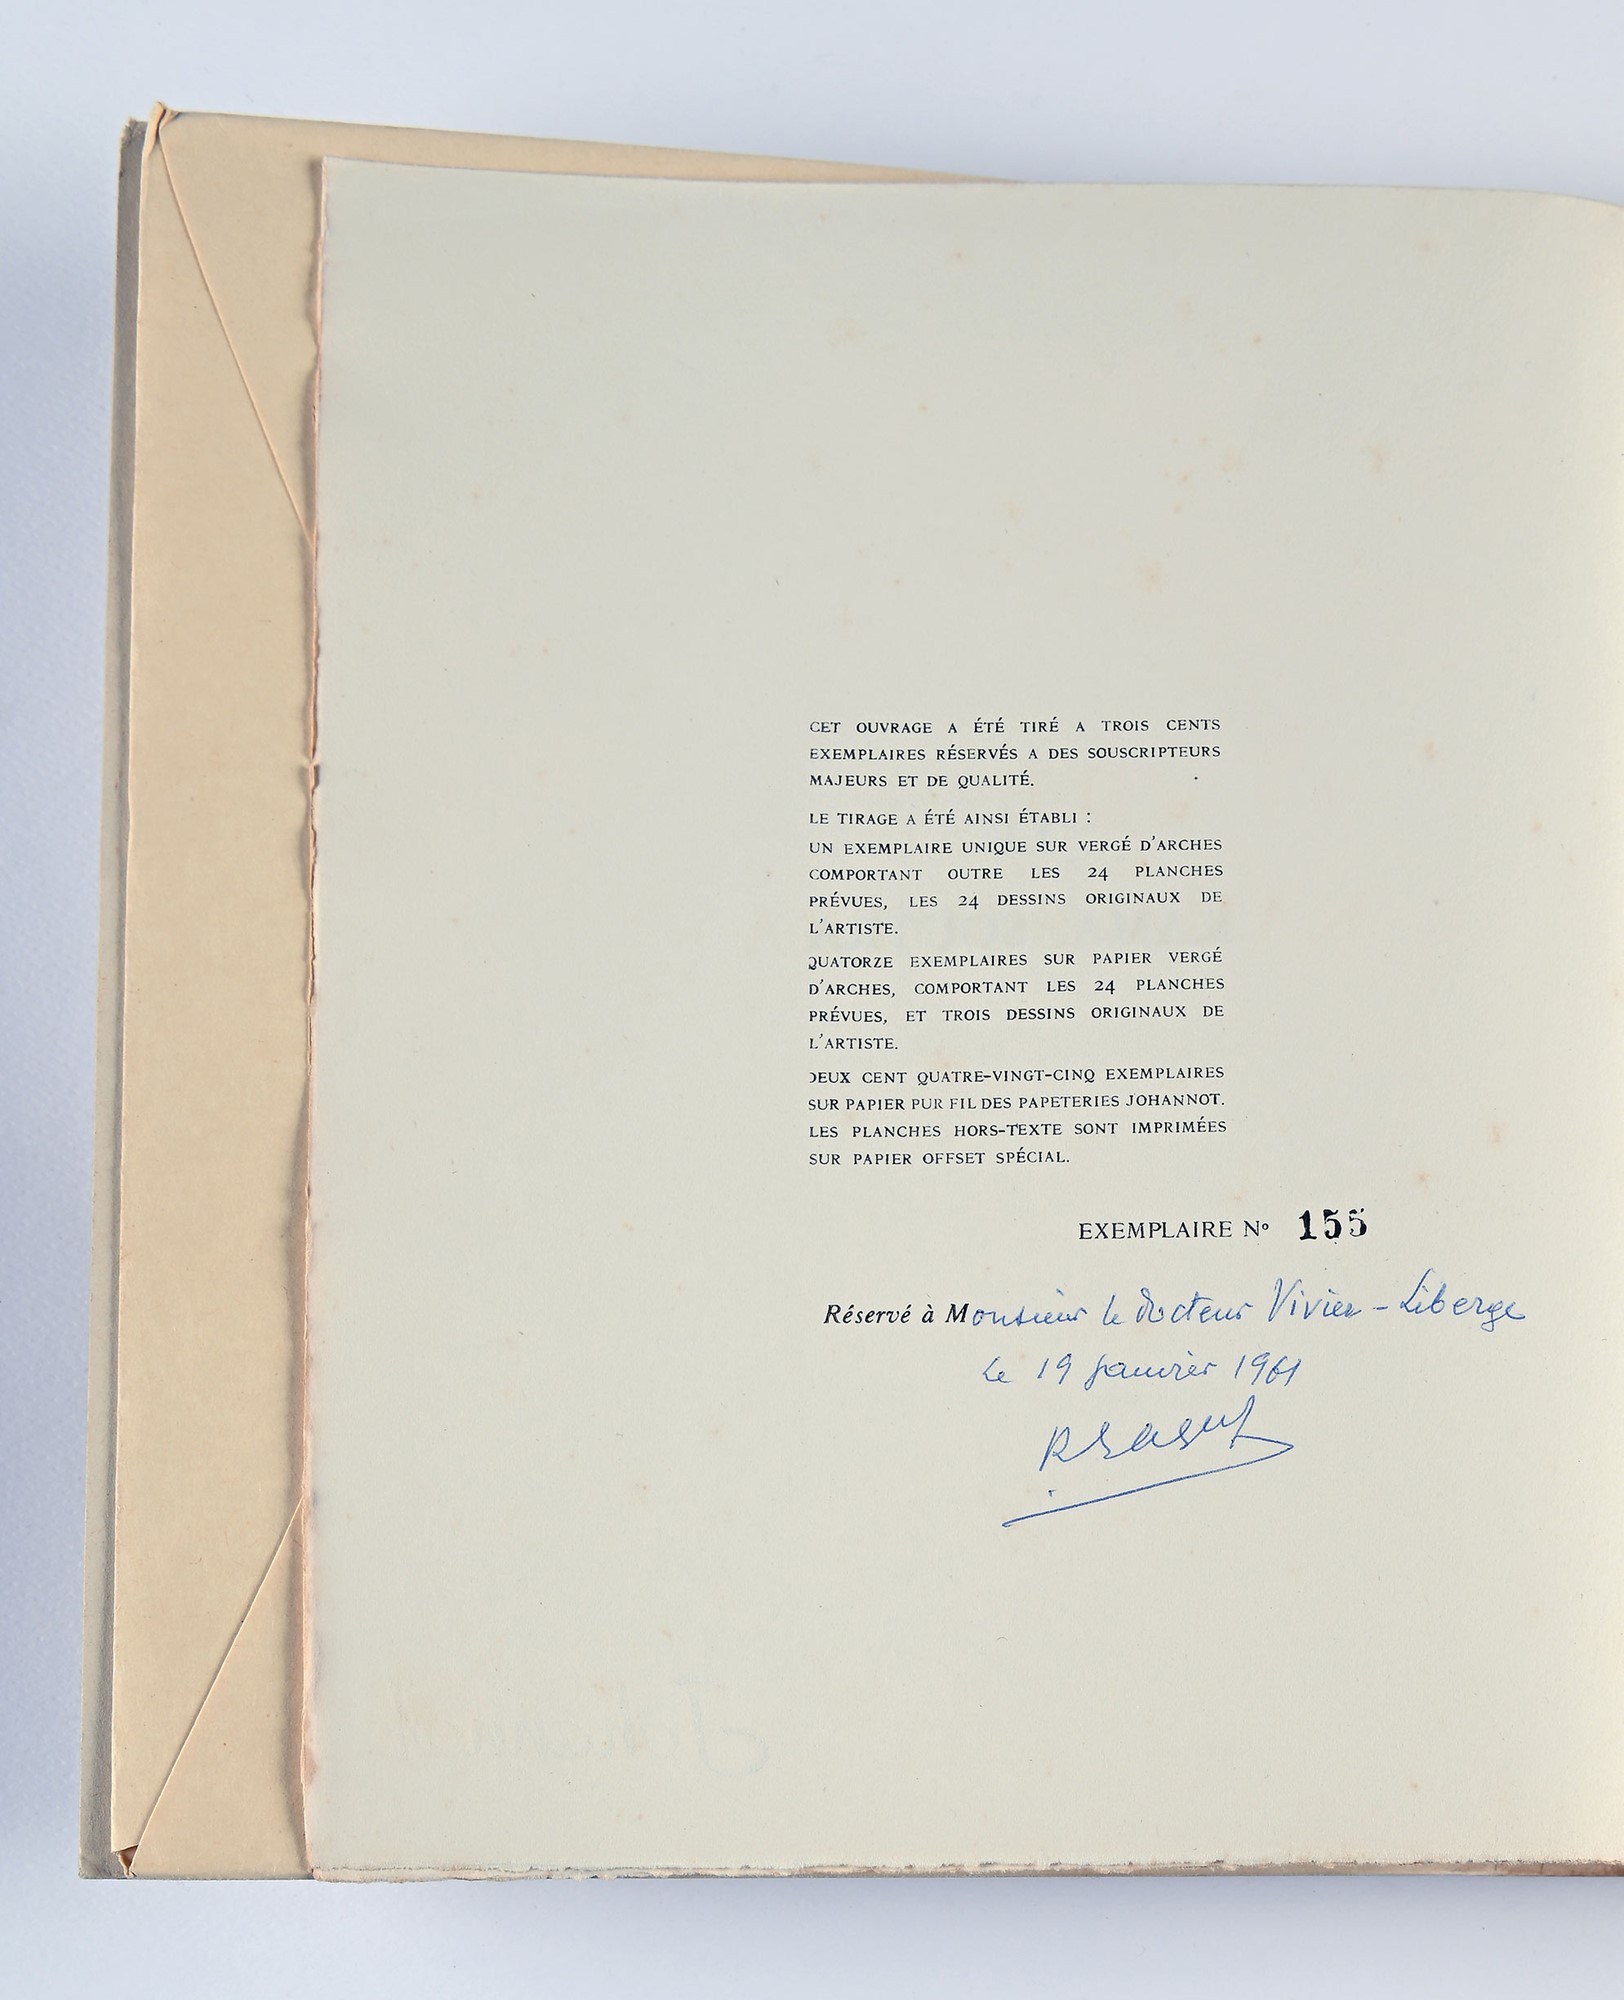 CET OUVRAGE A ÉTÉ TIRÉ A TROIS CENTS
EXEMPLAIRES RÉSERVÉS A DES SOUSCRIPTEURS
MAJEURS ET DE QUALITÉ.
LE TIRAGE A ÉTÉ AINSI ÉTABLI :
UN EXEMPLAIRE UNIQUE SUR VERGÉ D'ARCHES
COMPORTANT OUTRE LES 24 PLANCHES
PRÉVUES, LES 24 DESSINS ORIGINAUX DE
L'ARTISTE.
QUATORZE EXEMPLAIRES SUR PAPIER VERGÉ
D'ARCHES, COMPORTANT LES 24 PLANCHES
PRÉVUES, ET TROIS DESSINS ORIGINAUX DE
L'ARTISTE.
DEUX CENT QUATRE-VINGT-CINQ EXEMPLAIRES
SUR PAPIER PUR FIL DES PAPETERIES JOHANNOT.
LES PLANCHES HORS-TEXTE SONT IMPRIMÉES
SUR PAPIER OFFSET SPÉCIAL.
EXEMPLAIRE Nº 155
Réservé à Monsieur le docteur Vivier-Liberge
Le 19 janvier 1961